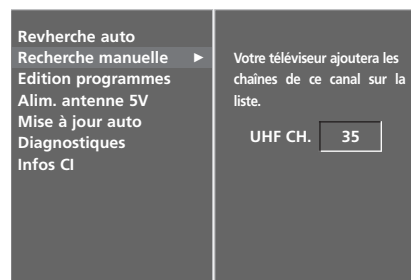 Revherche auto
Recherche manuelle ►
Edition programmes
Alim. antenne 5V
Mise à jour auto
Diagnostiques
Infos CI
Votre téléviseur ajoutera les
chaînes de ce canal sur la
liste.
UHF CH. 35